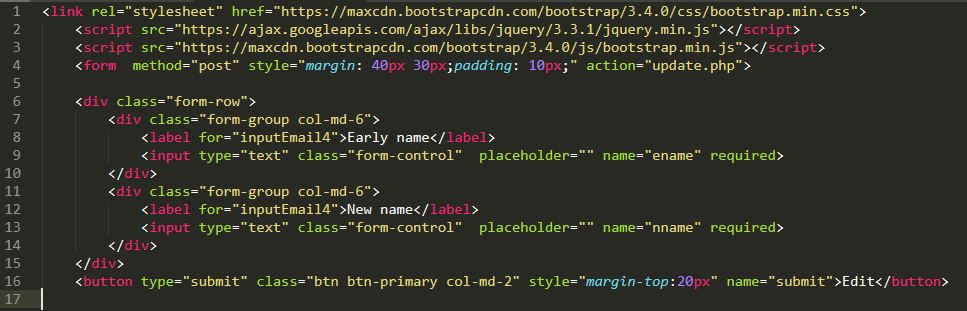 1 <link rel="stylesheet" href="https://maxcdn.bootstrapcdn.com/bootstrap/3.4.0/css/bootstrap.min.css">
2     <script src="https://ajax.googleapis.com/ajax/libs/jquery/3.3.1/jquery.min.js"></script>
3     <script src="https://maxcdn.bootstrapcdn.com/bootstrap/3.4.0/js/bootstrap.min.js"></script>
4     <form  method="post" style="margin: 40px 30px;padding: 10px;" action="update.php">
5
6     <div class="form-row">
7         <div class="form-group col-md-6">
8             <label for="inputEmail4">Early name</label>
9             <input type="text" class="form-control"  placeholder="" name="ename" required>
10         </div>
11         <div class="form-group col-md-6">
12             <label for="inputEmail4">New name</label>
13             <input type="text" class="form-control"  placeholder="" name="nname" required>
14         </div>
15     </div>
16     <button type="submit" class="btn btn-primary col-md-2" style="margin-top:20px" name="submit">Edit</button>
17